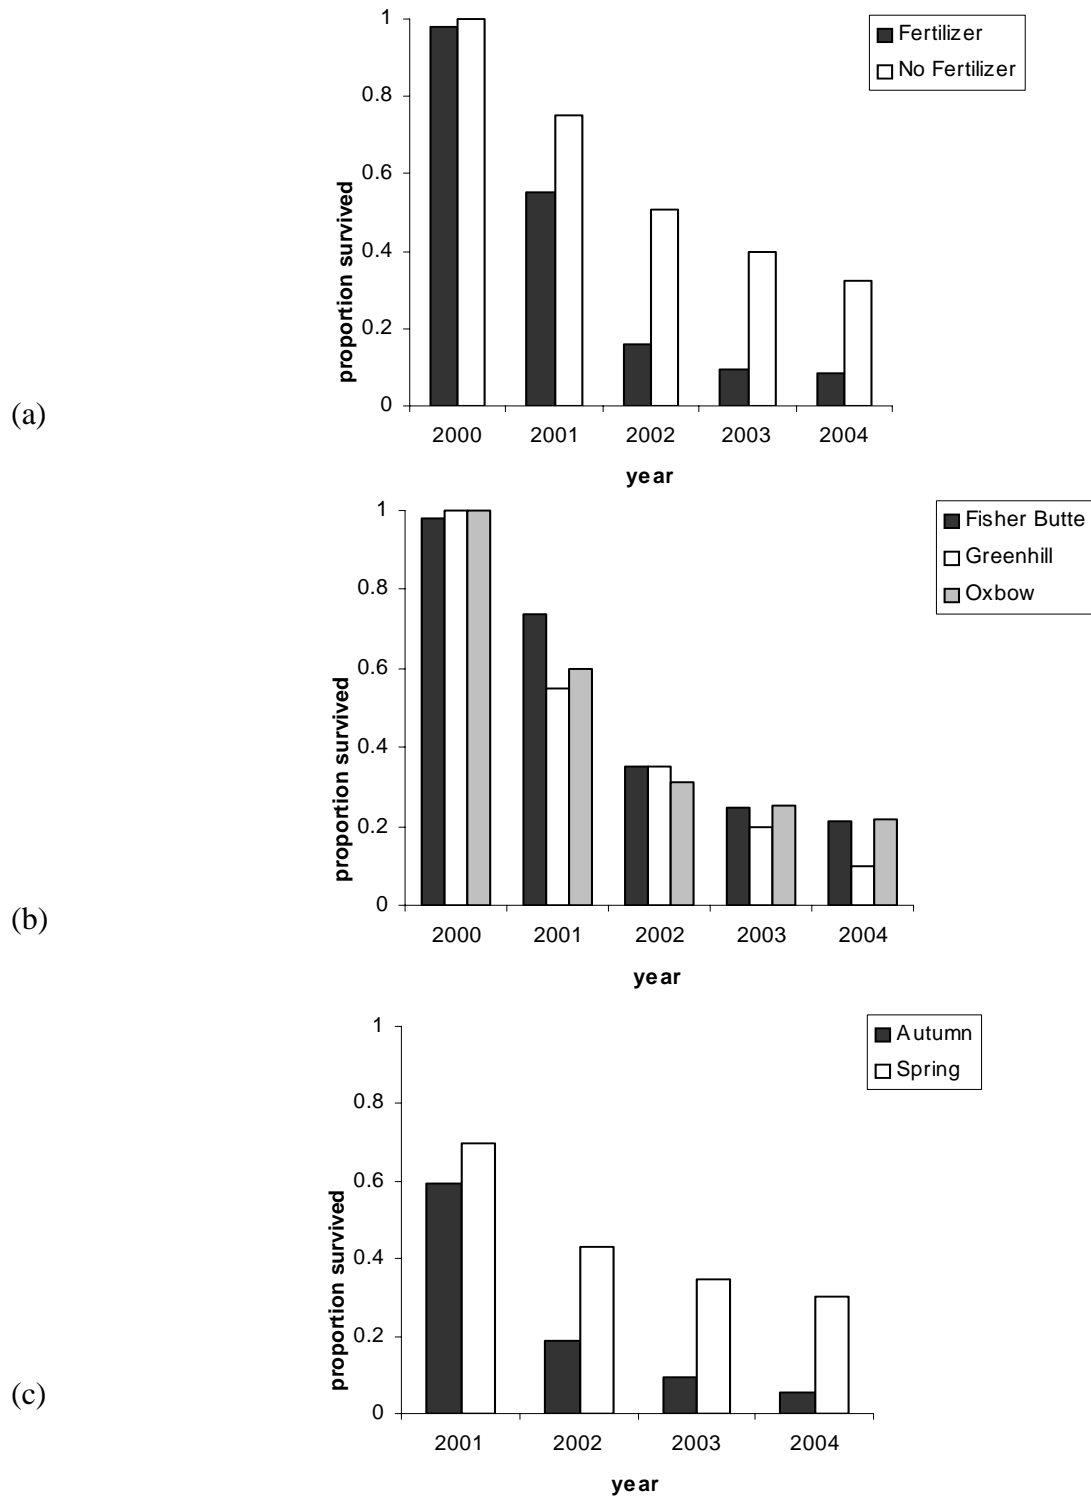 1
Fertilizer
No Fertilizer
0.8
0.6
0.4
0.2
0
proportion survived
(a)
2000 2001 2002 2003 2004
year
1
Fisher Butte
Greenhill
Oxbow
0.8
0.6
0.4
0.2
0
proportion survived
(b)
2000 2001 2002 2003 2004
year
1
Autumn
Spring
0.8
0.6
0.4
0.2
0
proportion survived
(c)
2001 2002 2003 2004
year